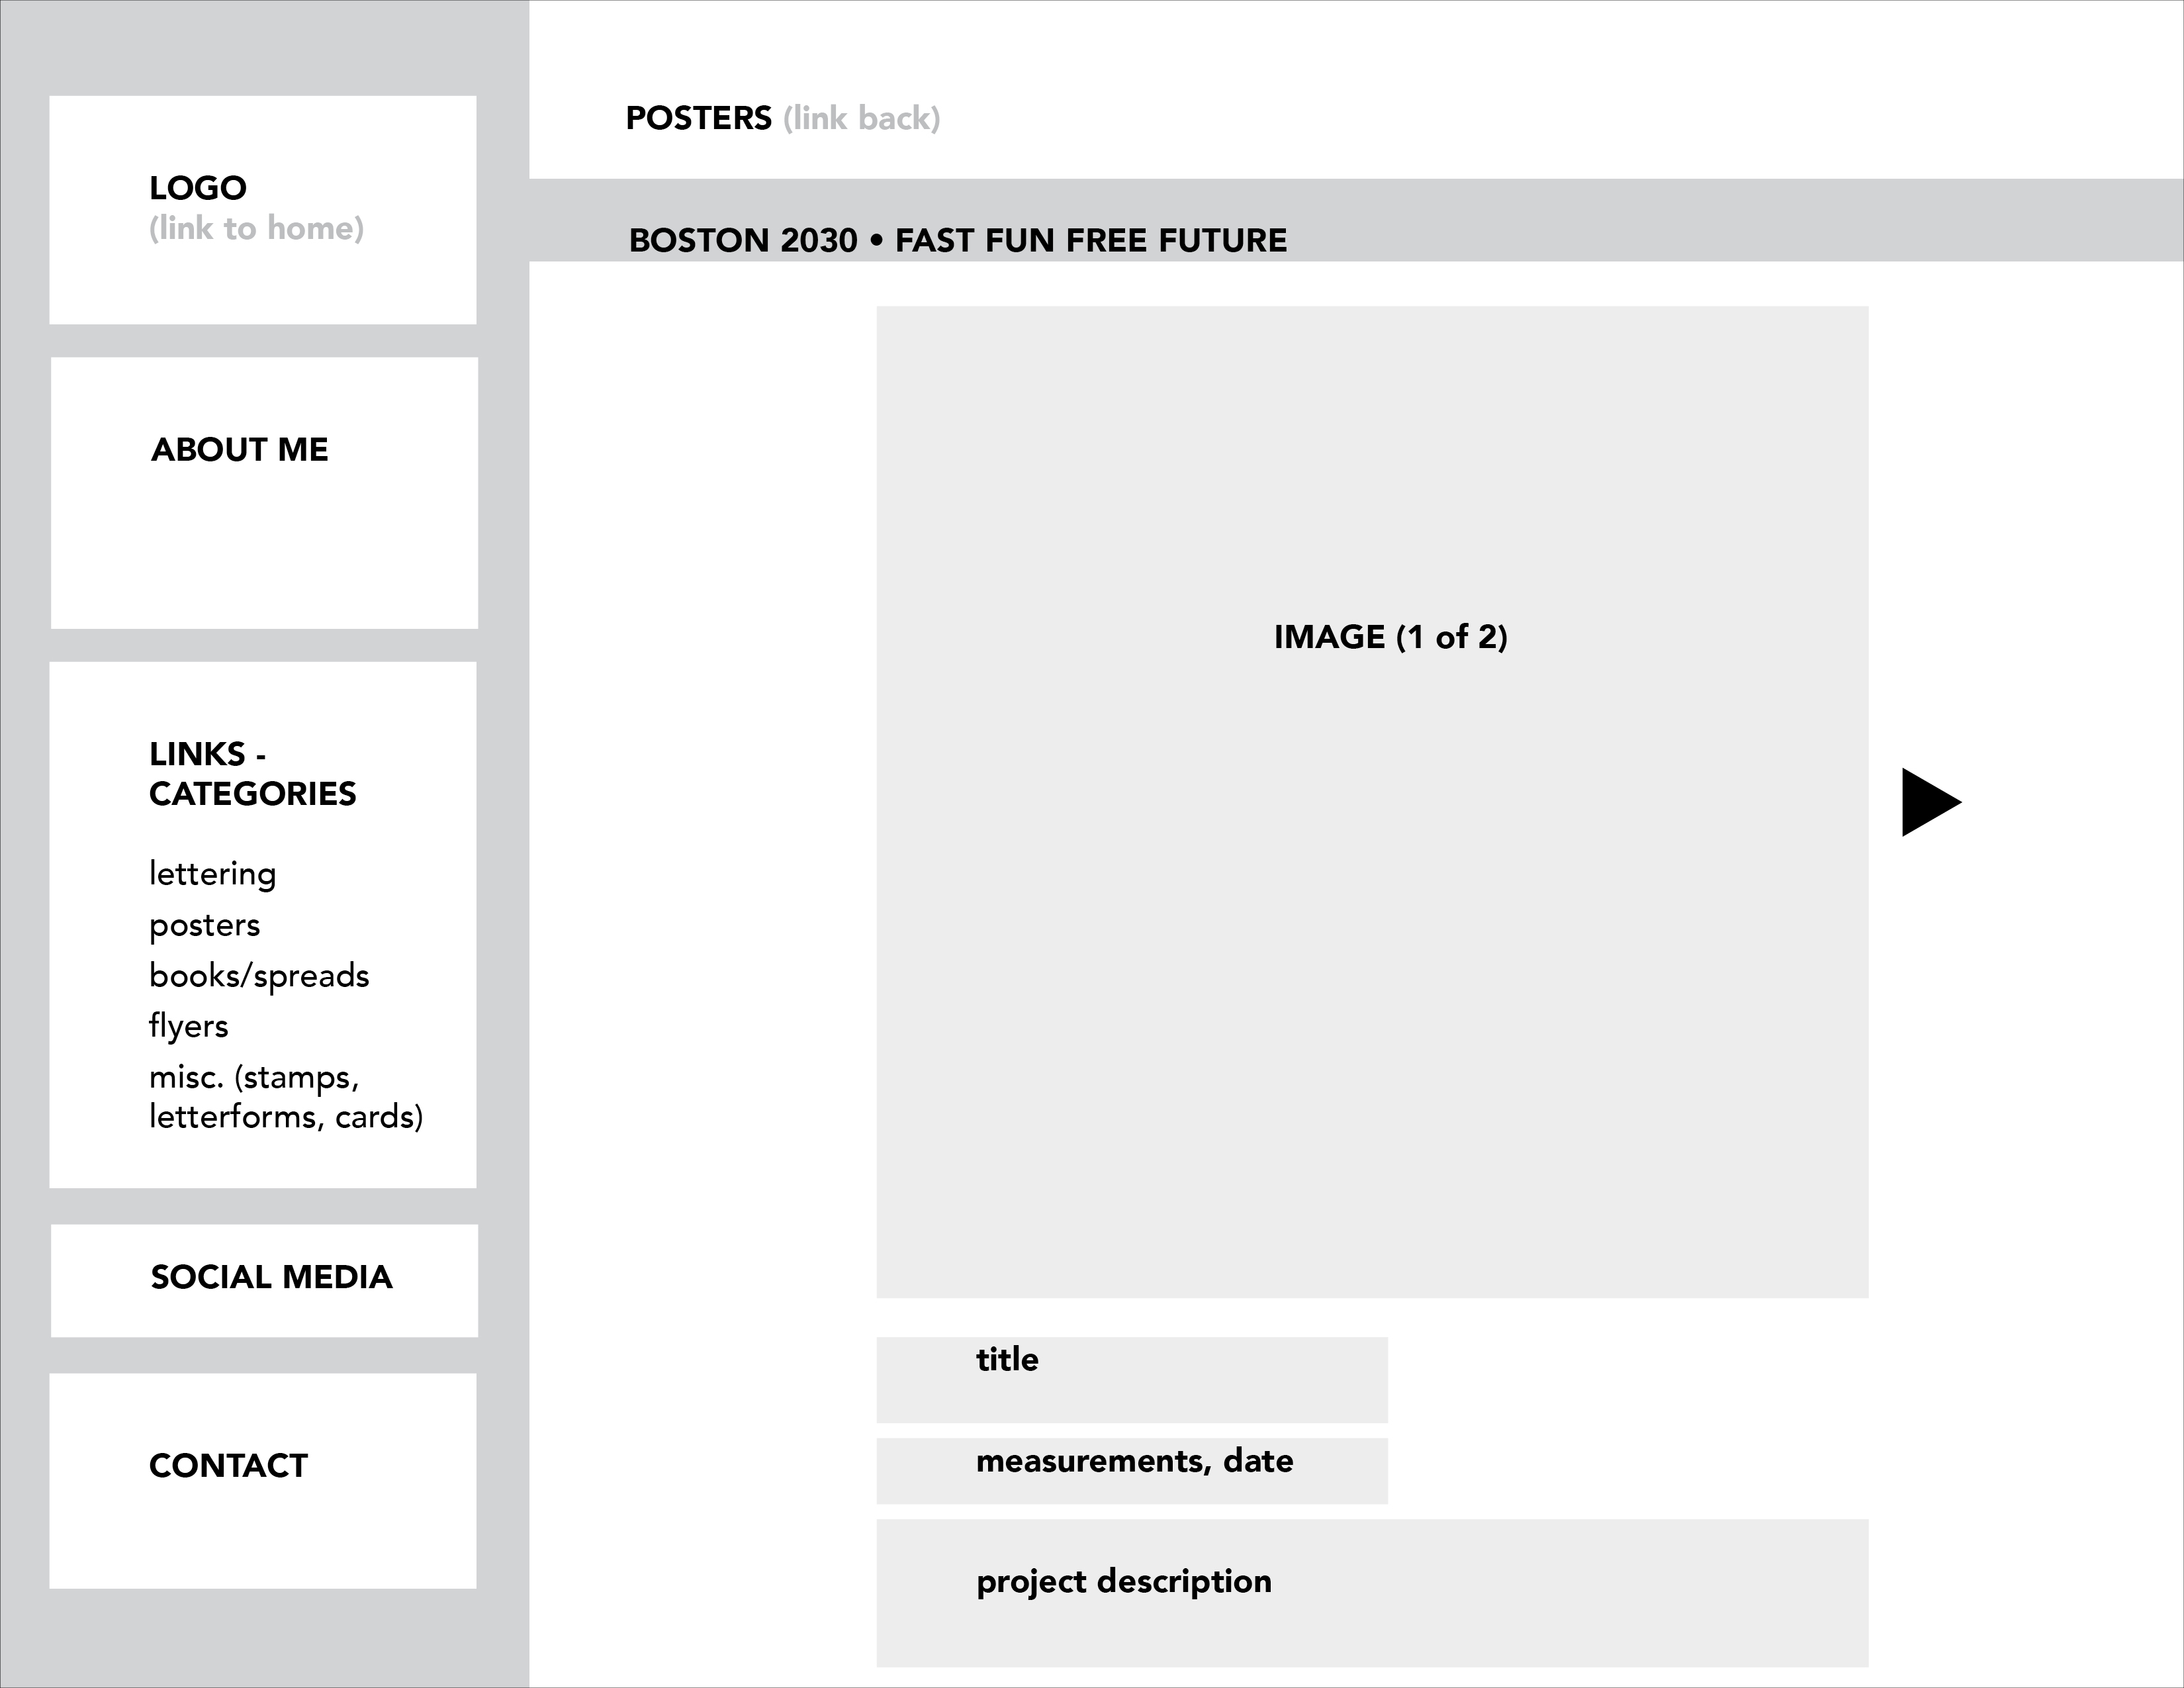 LOGO
(link to home)
ABOUT ME
LINKS -
CATEGORIES
lettering
posters
books/spreads
flyers
misc. (stamps,
letterforms, cards)
SOCIAL MEDIA
CONTACT
POSTERS (link back)
BOSTON 2030 • FAST FUN FREE FUTURE
IMAGE (1 of 2)
title
measurements, date
project description